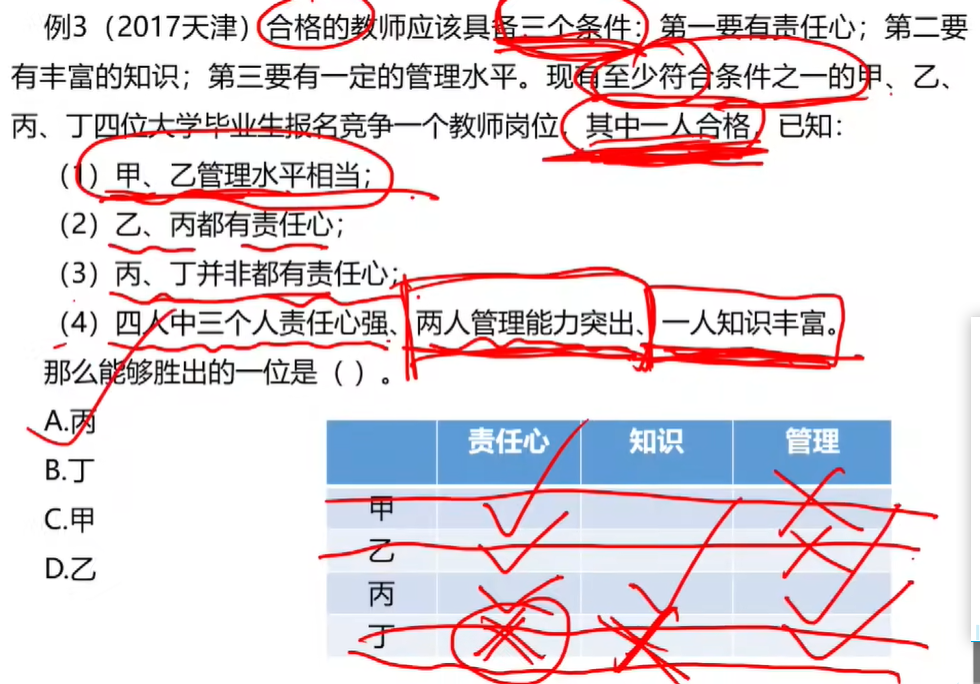 例3（2017天津）合格的教师应该具备三个条件：第一要有责任心；第二要
有丰富的知识；第三要有一定的管理水平。现有至少符合条件之一的甲、乙、
丙、丁四位大学毕业生报名竞争一个教师岗位，其中一人合格，已知：
（1）甲、乙管理水平相当；
（2）乙、丙都有责任心；
（3）丙、丁并非都有责任心；
（4）四人中三个人责任心强、两人管理能力突出、一人知识丰富。
那么能够胜出的一位是（ ）。
A.丙
B.丁
C.甲
D.乙
责任心 知识 管理
甲
乙
丙
丁